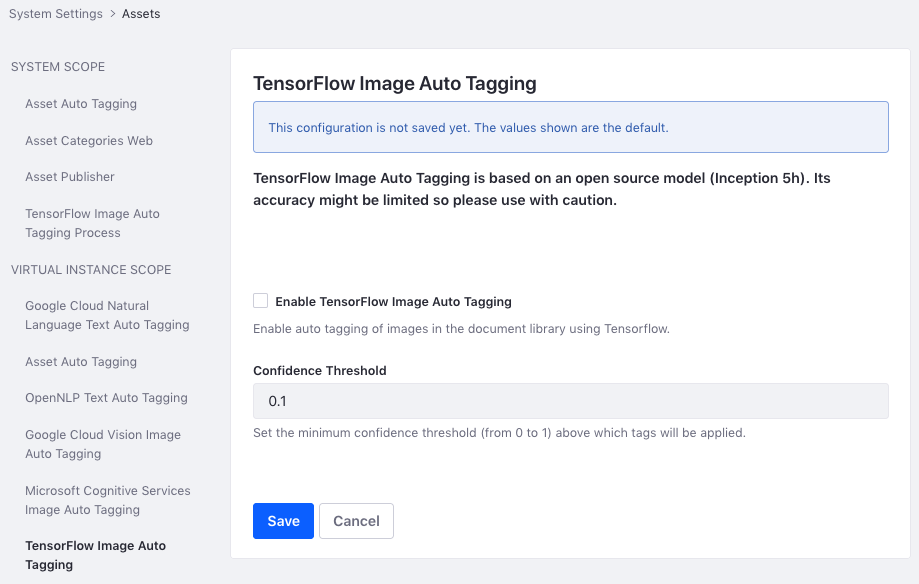 System Settings > Assets
SYSTEM SCOPE
Asset Auto Tagging
Asset Categories Web
Asset Publisher
TensorFlow Image Auto
Tagging Process
VIRTUAL INSTANCE SCOPE
Google Cloud Natural
Language Text Auto Tagging
Asset Auto Tagging
OpenNLP Text Auto Tagging
Google Cloud Vision Image
Auto Tagging
Microsoft Cognitive Services
Image Auto Tagging
TensorFlow Image Auto
Tagging
TensorFlow Image Auto Tagging
This configuration is not saved yet. The values shown are the default.
TensorFlow Image Auto Tagging is based on an open source model (Inception 5h). Its
accuracy might be limited so please use with caution.
Enable TensorFlow Image Auto Tagging
Enable auto tagging of images in the document library using Tensorflow.
Confidence Threshold
0.1
Set the minimum confidence threshold (from 0 to 1) above which tags will be applied.
Save Cancel